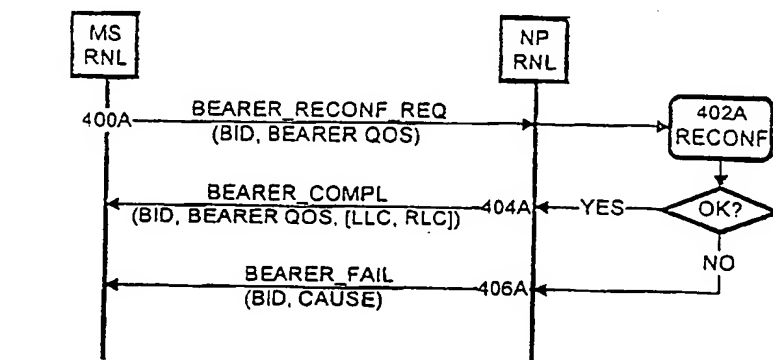 MS
RNL
NP
RNL
400A
BEARER_RECONF_REQ
(BID, BEARER QOS)
402A
RECONF
BEARER_COMPL
(BID, BEARER QOS, [LLC, RLC])
404A
YES
OK?
NO
BEARER_FAIL
(BID, CAUSE)
406A